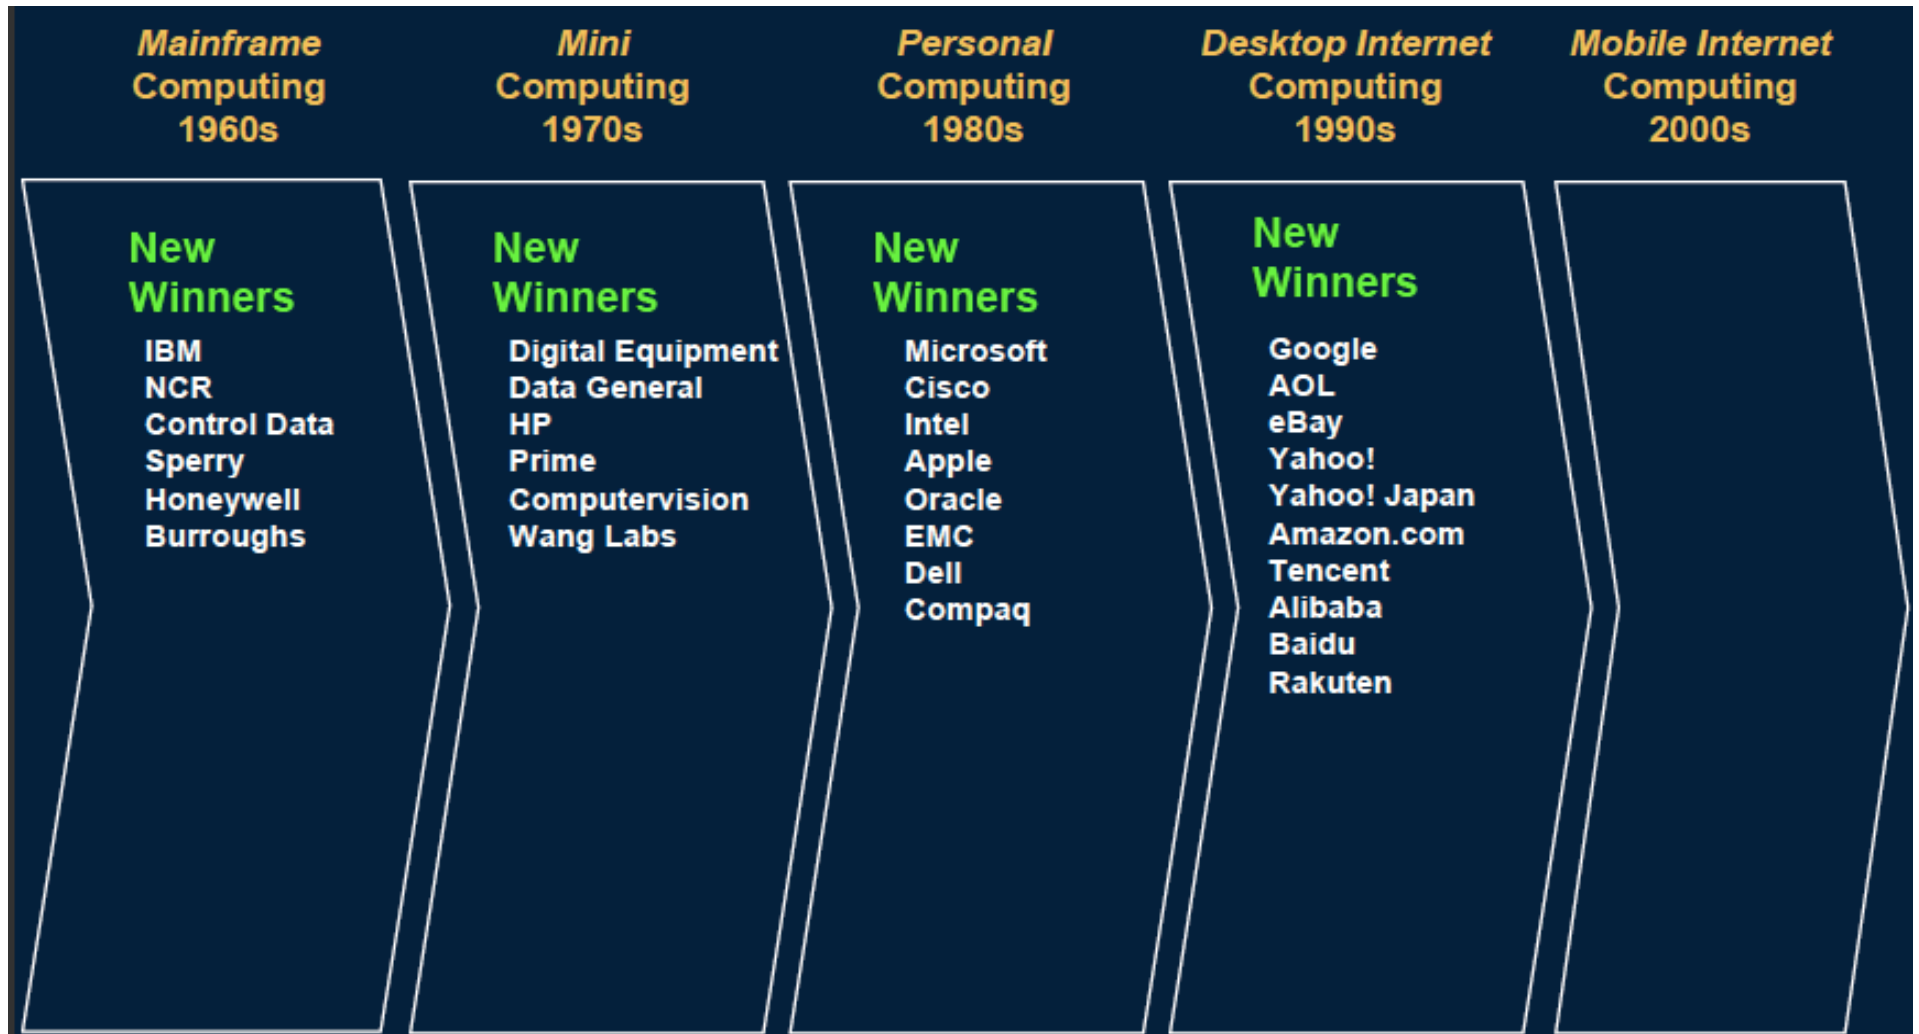 Mainframe
Computing
1960s
Mini
Computing
1970s
Personal
Computing
1980s
Desktop Internet
Computing
1990s
Mobile Internet
Computing
2000s
New
Winners
IBM
NCR
Control Data
Sperry
Honeywell
Burroughs
New
Winners
Digital Equipment
Data General
HP
Prime
Computervision
Wang Labs
New
Winners
Microsoft
Cisco
Intel
Apple
Oracle
EMC
Dell
Compaq
New
Winners
Google
AOL
eBay
Yahoo!
Yahoo! Japan
Amazon.com
Tencent
Alibaba
Baidu
Rakuten